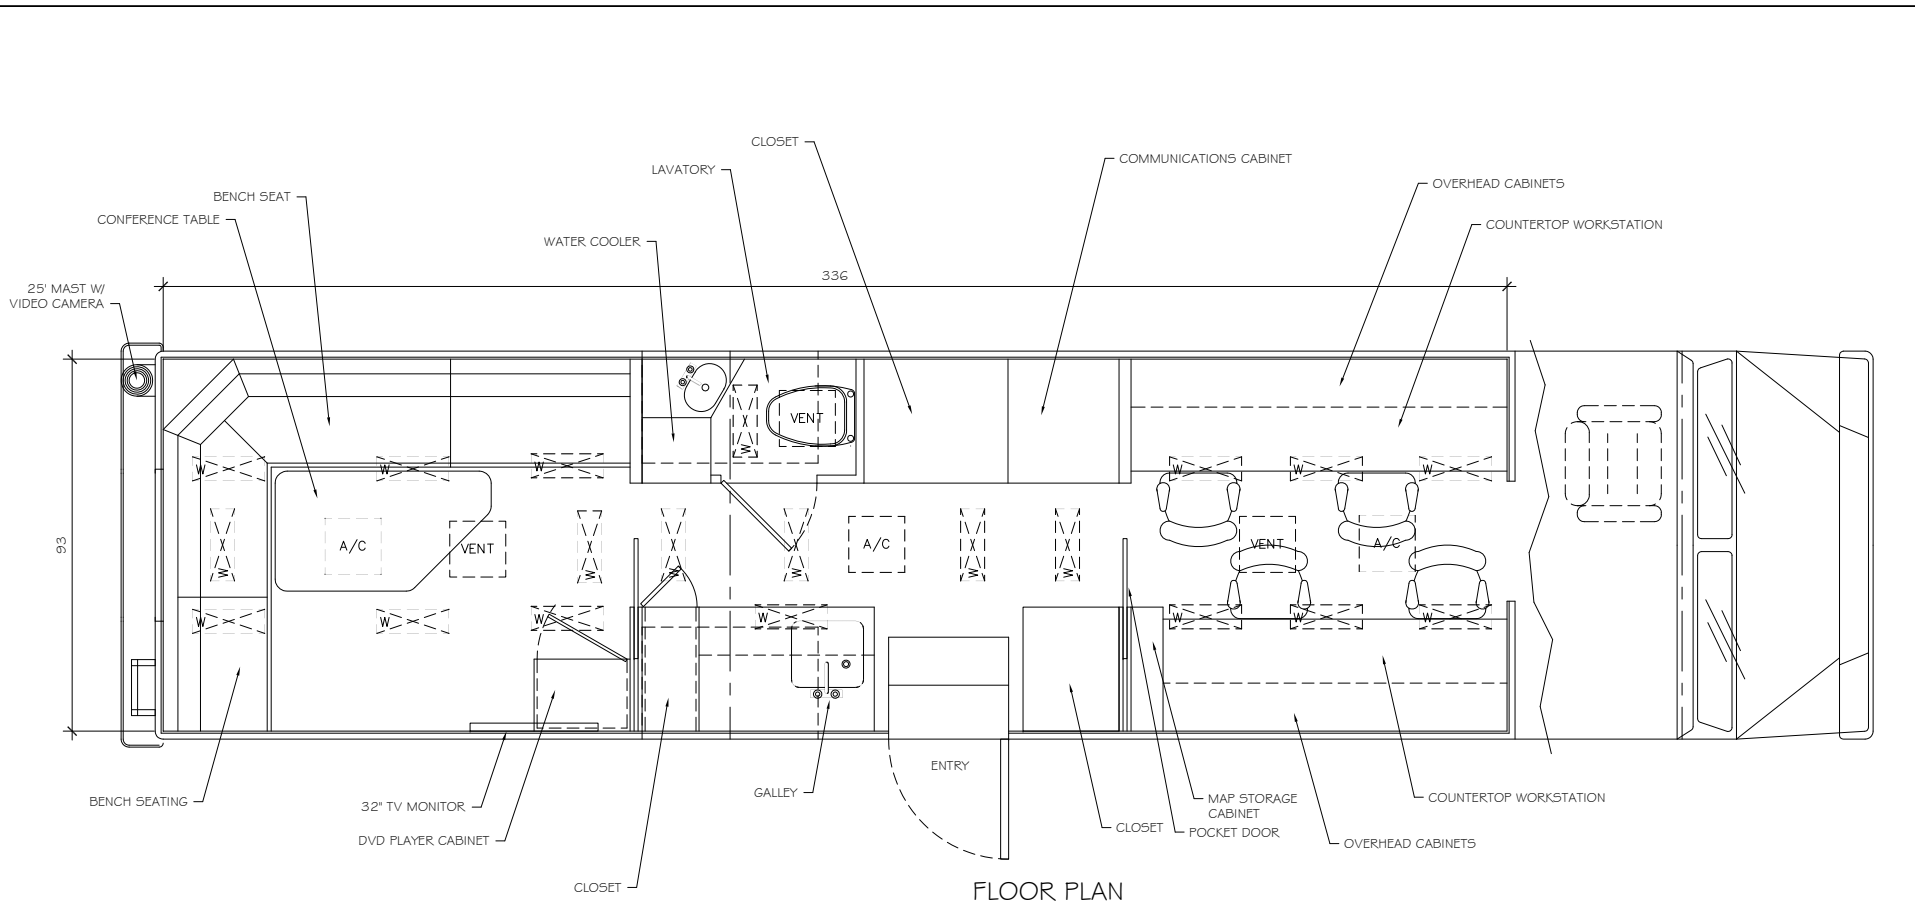 CLOSET
COMMUNICATIONS CABINET
LAVATORY
OVERHEAD CABINETS
BENCH SEAT
CONFERENCE TABLE
COUNTERTOP WORKSTATION
WATER COOLER
336
25' MAST W/
VIDEO CAMERA
VENT
W
W
W
W
W
W
W
93
A/C
VENT
A/C
VENT
A/C
W
W
W
W
W
W
W
W
W
W
W
W
W
W
ENTRY
BENCH SEATING
32" TV MONITOR
GALLEY
MAP STORAGE
CABINET
COUNTERTOP WORKSTATION
DVD PLAYER CABINET
CLOSET
POCKET DOOR
OVERHEAD CABINETS
CLOSET
FLOOR PLAN